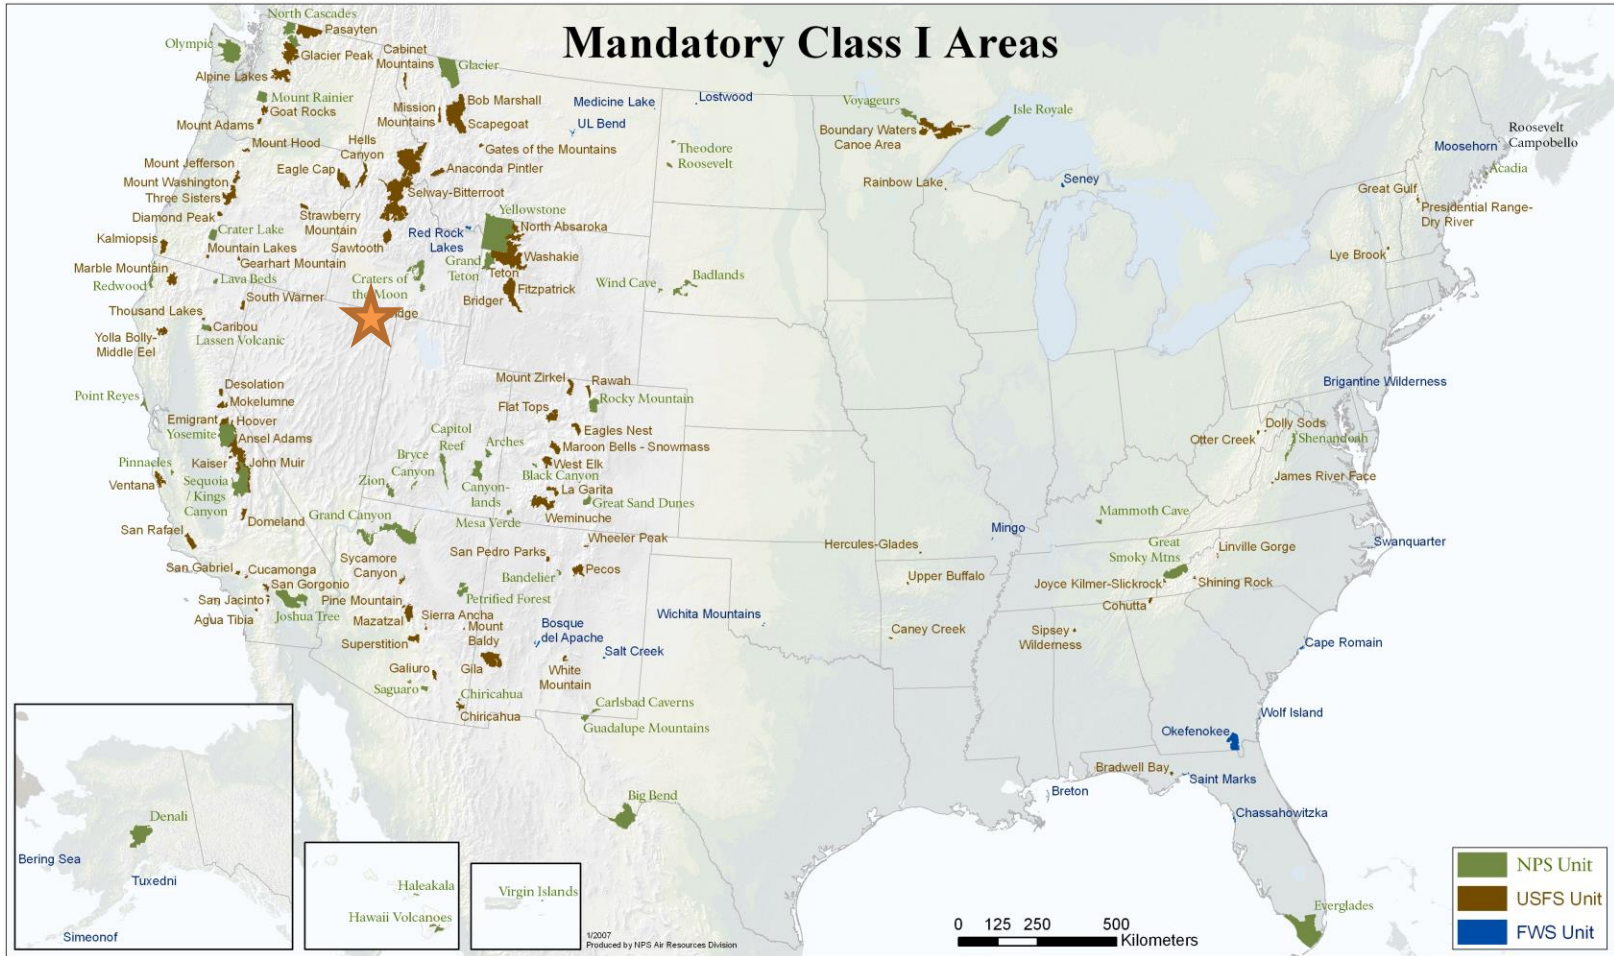 Mandatory Class I Areas
North Cascades
Pasayten
Olympic
Glacier Peak
Alpine Lakes
Cabinet
Mountains
Glacier
Mount Rainier
Goat Rocks
Mount Adams
Mission
Mountains
Bob Marshall
Scapegoat
Medicine Lake
Lostwood
UL Bend
Voyageurs
Isle Royale
Boundary Waters
Canoe Area
Roosevelt
Campobello
Moosehorn
Acadia
Mount Hood
Hells
Canyon
Gates of the Mountains
Theodore
Roosevelt
Mount Jefferson
Eagle Cap
Anaconda Pintler
Mount Washington
Three Sisters
Selway-Bitterroot
Rainbow Lake
Seney
Great Gulf
Presidential Range-
Dry River
Diamond Peak
Strawberry
Mountain
Yellowstone
North Absaroka
Kalmiopsis
Crater Lake
Red Rock
Lakes
Sawtooth
Mountain Lakes
Gearhart Mountain
Grand
Teton
Washakie
Teton
Lye Brook
Marble Mountain
Redwood
Lava Beds
Craters of
the Moon
Fitzpatrick
Bridger
Wind Cave
Badlands
South Warner
Thousand Lakes
idge
Caribou
Lassen Volcanic
Yolla Bolly-
Middle Eel
Desolation
Mokelumne
Point Reyes
Mount Zirkel
Rawah
Rocky Mountain
Flat Tops
Brigantine Wilderness
Emigrant
Hoover
Yosemite
Ansel Adams
Capitol
Reef
Arches
Eagles Nest
Maroon Bells - Snowmass
Dolly Sods
Otter Creek
Shenandoah
Pinnacles
Kaiser
John Muir
Bryce
Canyon
West Elk
Black Canyon
Ventana
Sequoia
/ Kings
Canyon
Zion
Canyon-
lands
La Garita
Great Sand Dunes
James River Face
Domeland
Grand Canyon
Mesa Verde
Weminuche
Mammoth Cave
San Rafael
Wheeler Peak
Mingo
Great
Smoky Mtns
Swanquarter
San Pedro Parks
Hercules-Glades
Linville Gorge
Sycamore
Canyon
San Gabriel
Cucamonga
San Gorgonio
Bandelier
Pecos
Upper Buffalo
Joyce Kilmer-Slickrock
Shining Rock
San Jacinto
Joshua Tree
Pine Mountain
Petrified Forest
Cohutta
Agua Tibia
Mazatzal
Sierra Ancha
Mount
Baldy
Bosque
del Apache
Wichita Mountains
Caney Creek
Sipsey
Wilderness
Superstition
Salt Creek
Cape Romain
Galiuro
Gila
White
Mountain
Saguaro
Chiricahua
Chiricahua
Carlsbad Caverns
Guadalupe Mountains
Wolf Island
Okefenokee
Bradwell Bay
Saint Marks
Big Bend
Breton
Chassahowitzka
Denali
Bering Sea
Tuxedni
Simeonof
Haleakala
Hawaii Volcanoes
Virgin Islands
Everglades
1/2007
Produced by NPS Air Resources Division
0 125 250 500
Kilometers
NPS Unit
USFS Unit
FWS Unit